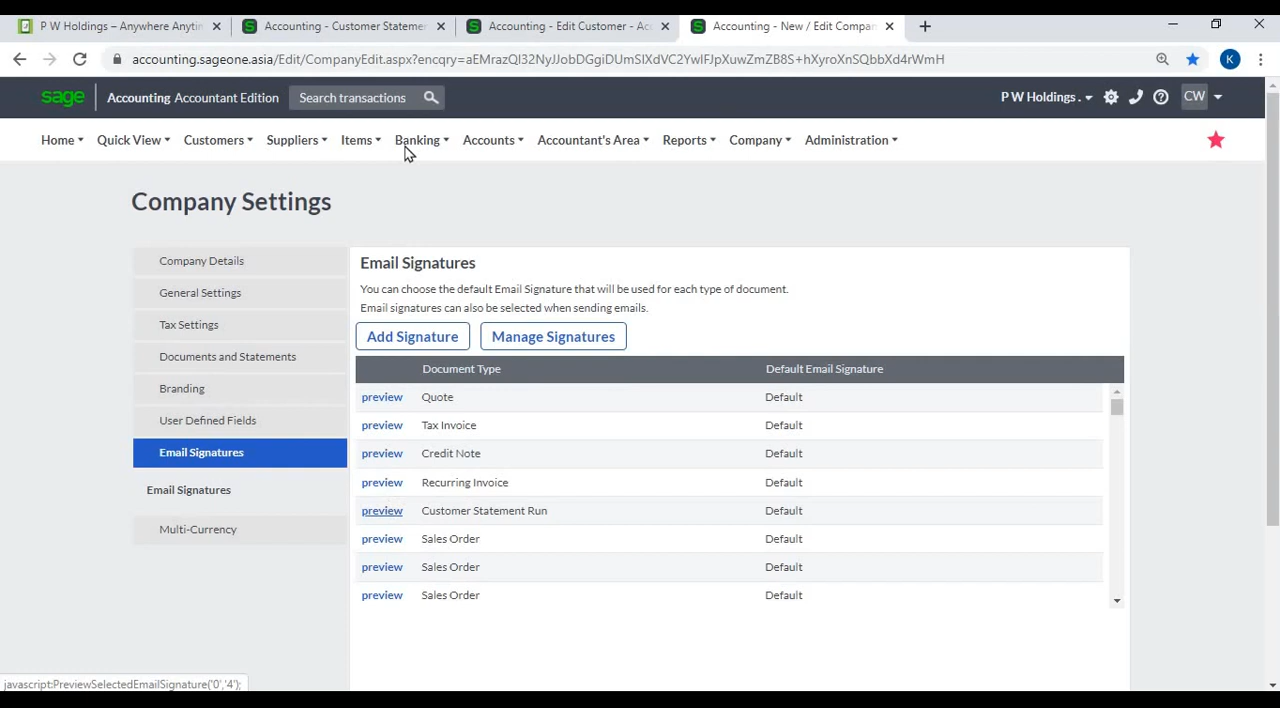 P W Holdings – Anywhere Anytin
Accounting - Customer Statemen
Accounting - Edit Customer - Acc
Accounting - New / Edit Compan
accounting.sageone.asia/Edit/CompanyEdit.aspx?encqry=aEMrazQl32NyJJobDGgiDUmSlXdVC2YwlFJpXuwZmZB8S+hXyroXnSQbbXd4rWmH
K
sage Accounting Accountant Edition Search transactions P W Holdings . CW
Home Quick View Customers Suppliers Items Banking Accounts Accountant's Area Reports Company Administration
Company Settings
Company Details
General Settings
Tax Settings
Documents and Statements
Branding
User Defined Fields
Email Signatures
Email Signatures
Multi-Currency
Email Signatures
You can choose the default Email Signature that will be used for each type of document.
Email signatures can also be selected when sending emails.
Add Signature Manage Signatures
Document Type Default Email Signature
preview Quote Default
preview Tax Invoice Default
preview Credit Note Default
preview Recurring Invoice Default
preview Customer Statement Run Default
preview Sales Order Default
preview Sales Order Default
preview Sales Order Default
javascript:PreviewSelectedEmailSignature('0','4');